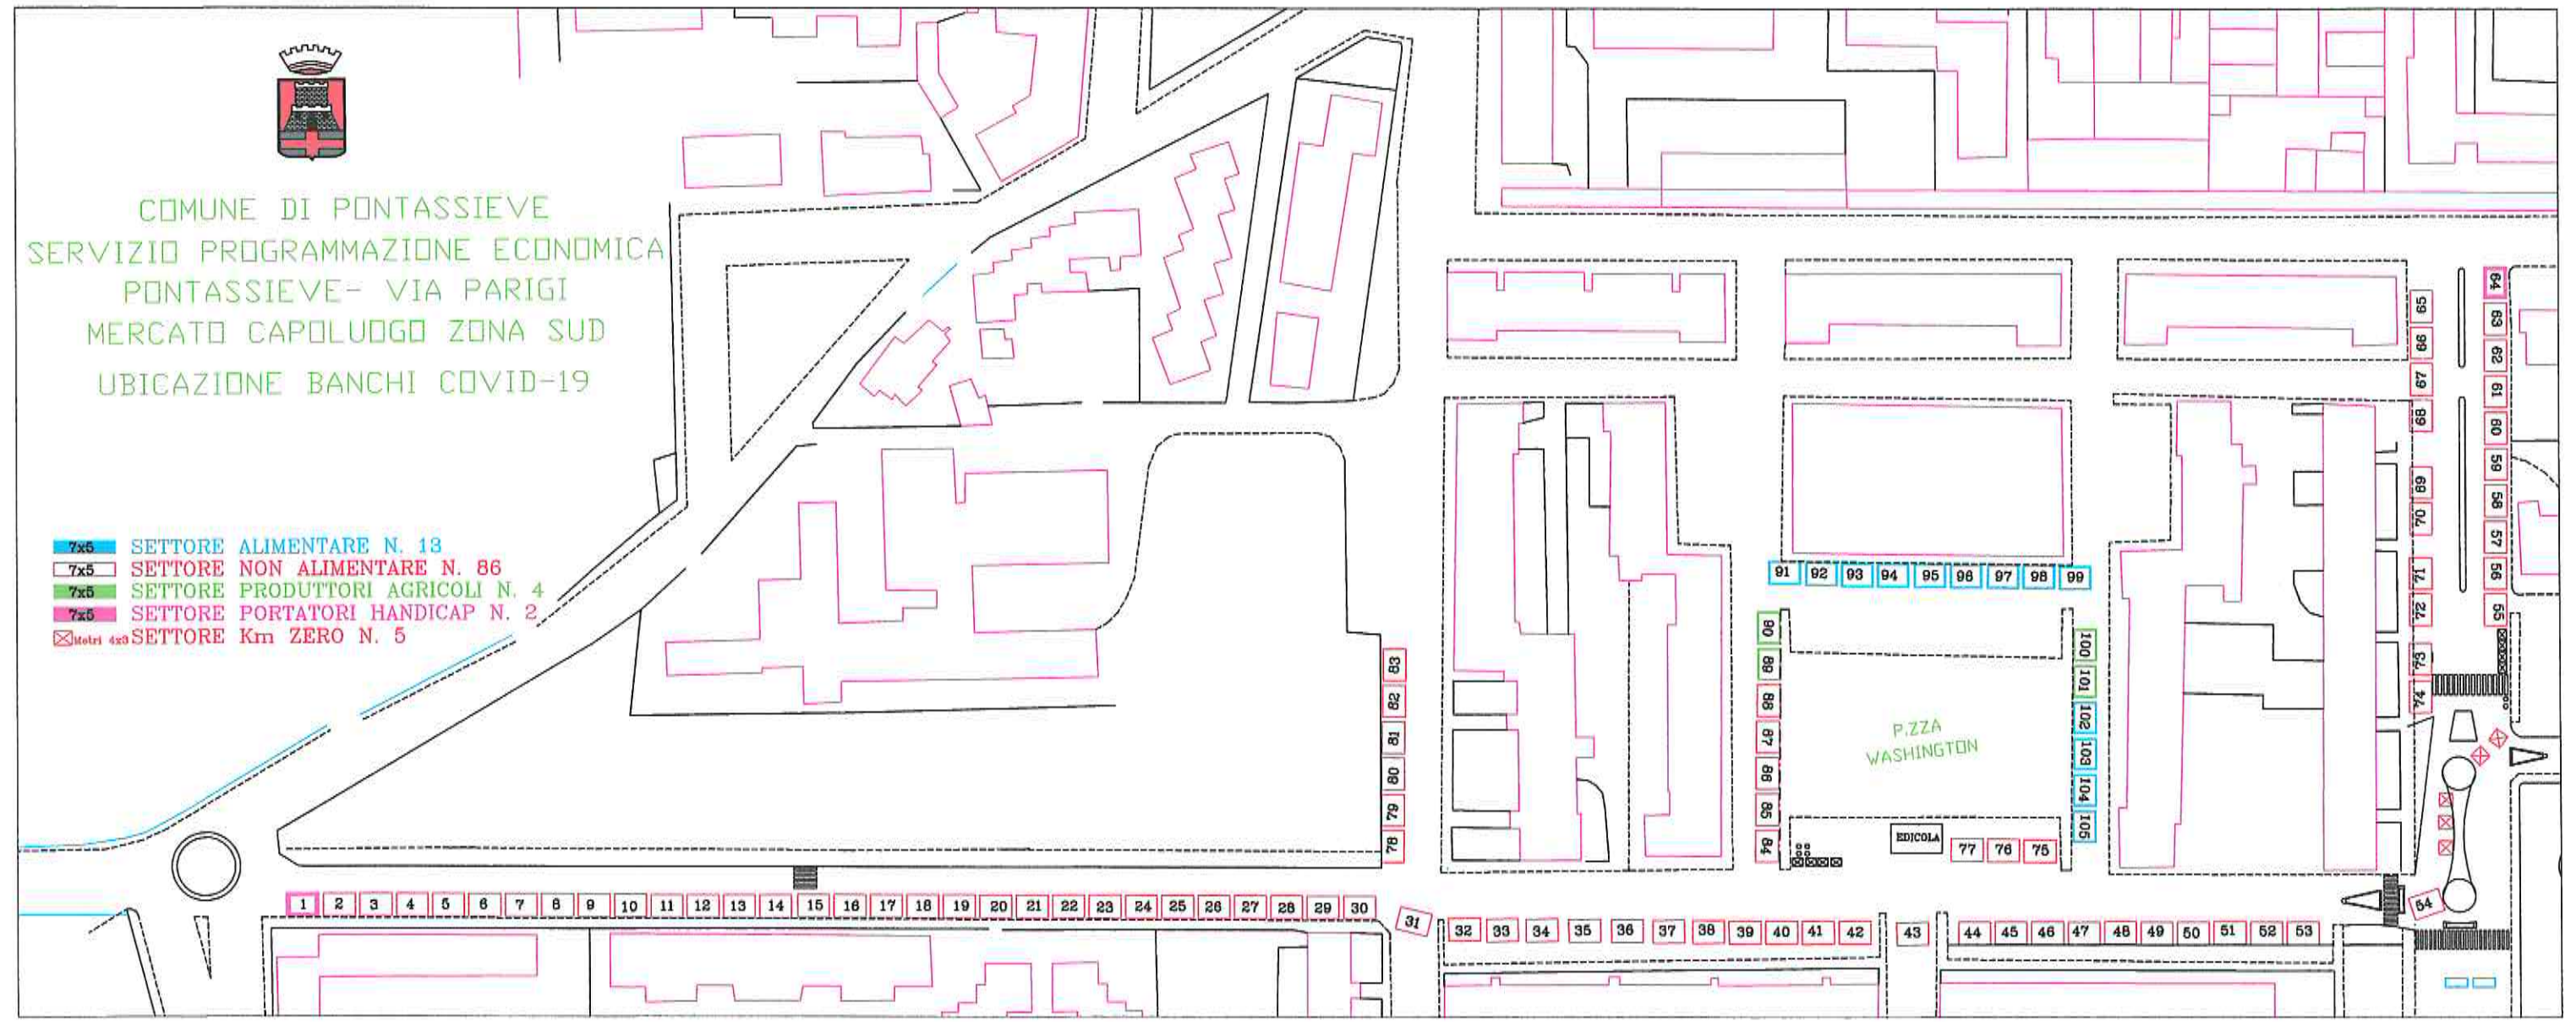 COMUNE DI PONTASSIEVE
SERVIZIO PROGRAMMAZIONE ECONOMICA
PONTASSIEVE- VIA PARIGI
MERCATO CAPOLUOGO ZONA SUD
UBICAZIONE BANCHI COVID-19
7x5 SETTORE ALIMENTARE N. 13
7x5 SETTORE NON ALIMENTARE N. 86
7x5 SETTORE PRODUTTORI AGRICOLI N. 4
7x5 SETTORE PORTATORI HANDICAP N. 2
Metri 4x3 SETTORE Km ZERO N. 5
64
63
62
61
60
59
58
57
56
55
65
66
67
68
69
70
71
72
73
74
91 92 93 94 95 96 97 98 99
90
89
88
87
86
85
84
100
101
102
103
104
105
P.ZZA
WASHINGTON
EDICOLA
77 76 75
83
82
81
80
79
78
1 2 3 4 5 6 7 8 9 10 11 12 13 14 15 16 17 18 19 20 21 22 23 24 25 26 27 28 29 30
31
32 33 34 35 36 37 38 39 40 41 42 43 44 45 46 47 48 49 50 51 52 53
54